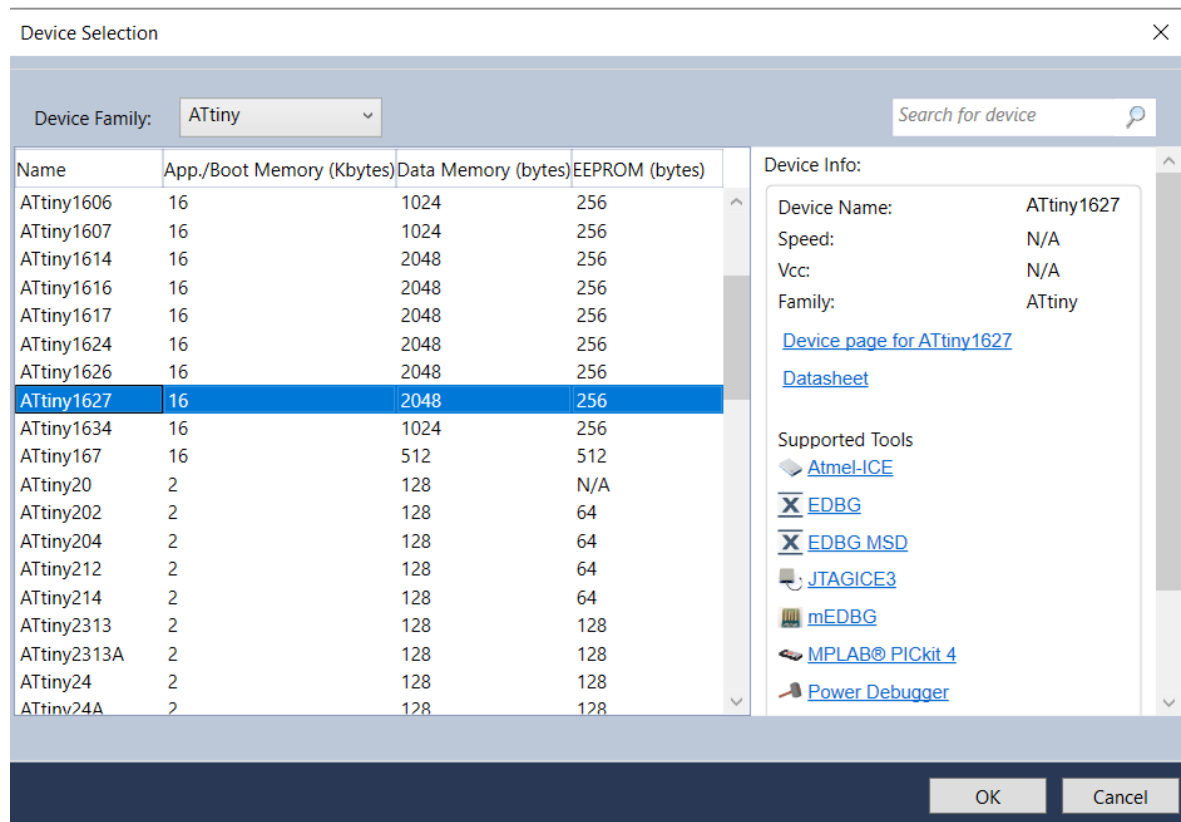 Device Selection
Device Family: ATtiny Search for device
Name App./Boot Memory (Kbytes) Data Memory (bytes) EEPROM (bytes)
ATtiny1606 16 1024 256
ATtiny1607 16 1024 256
ATtiny1614 16 2048 256
ATtiny1616 16 2048 256
ATtiny1617 16 2048 256
ATtiny1624 16 2048 256
ATtiny1626 16 2048 256
ATtiny1627 16 2048 256
ATtiny1634 16 1024 256
ATtiny167 16 512 512
ATtiny20 2 128 N/A
ATtiny202 2 128 64
ATtiny204 2 128 64
ATtiny212 2 128 64
ATtiny214 2 128 64
ATtiny2313 2 128 128
ATtiny2313A 2 128 128
ATtiny24 2 128 128
ATtiny24A 2 128 128
Device Info:
Device Name: ATtiny1627
Speed: N/A
Vcc: N/A
Family: ATtiny
Device page for ATtiny1627
Datasheet
Supported Tools
Atmel-ICE
EDBG
EDBG MSD
JTAGICE3
mEDBG
MPLAB® PICkit 4
Power Debugger
OK Cancel